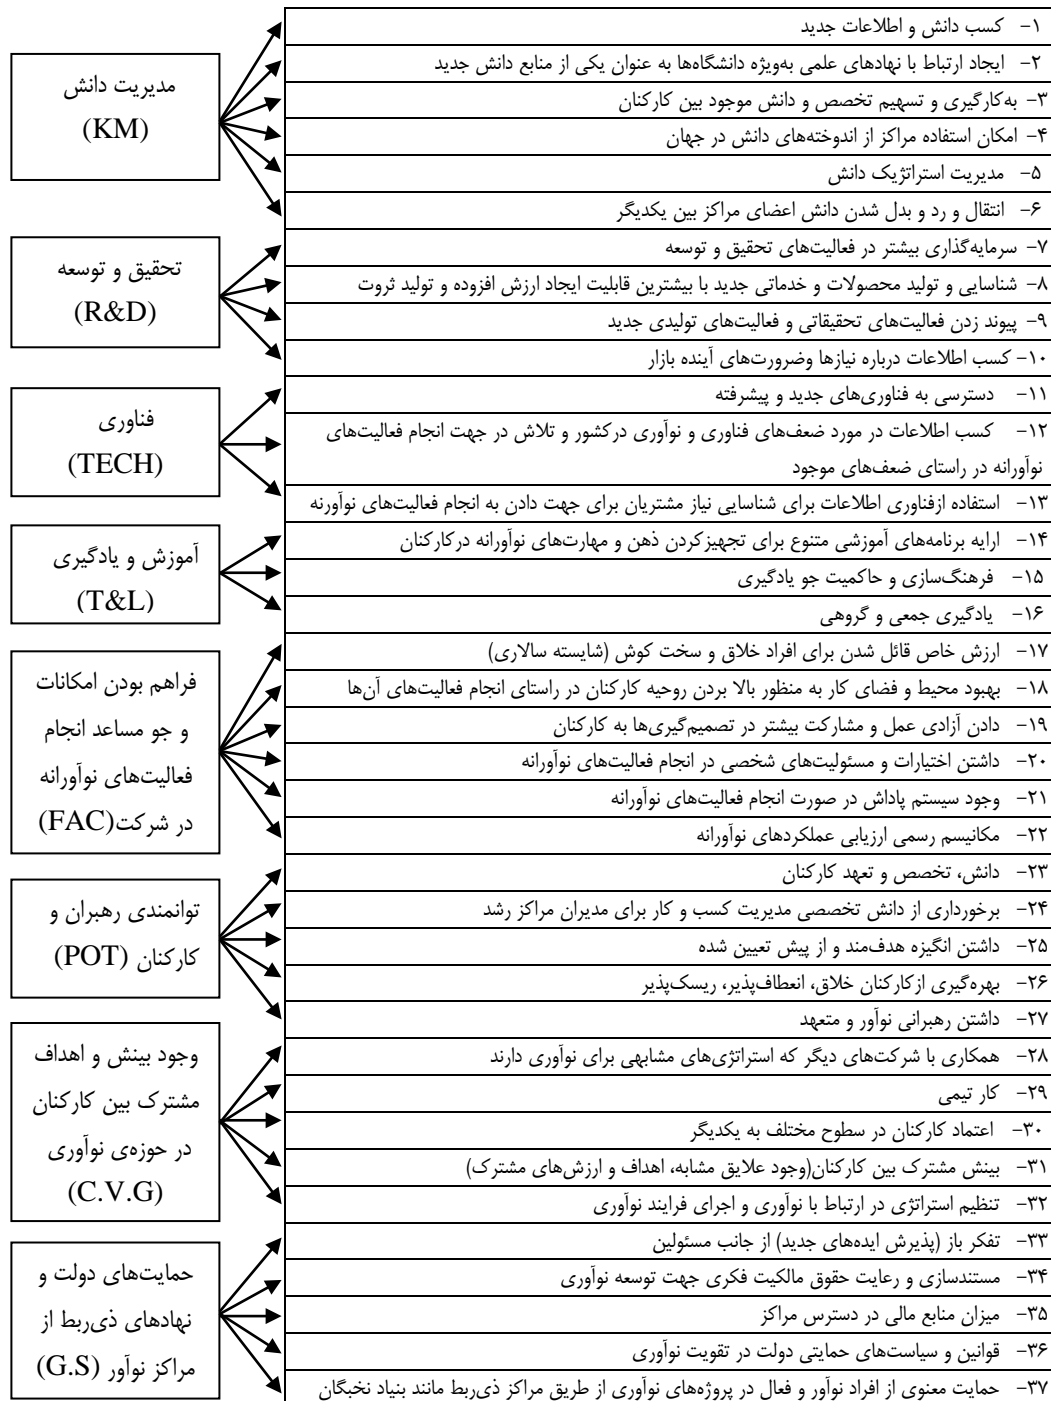 مدیریت دانش
(KM)
۱- کسب دانش و اطلاعات جدید
۲- ایجاد ارتباط با نهادهای علمی به‌ویژه دانشگاه‌ها به عنوان یکی از منابع دانش جدید
۳- به‌کارگیری و تسهیم تخصص و دانش موجود بین کارکنان
۴- امکان استفاده مراکز از اندوخته‌های دانش در جهان
۵- مدیریت استراتژیک دانش
۶- انتقال و رد و بدل شدن دانش اعضای مراکز بین یکدیگر
تحقیق و توسعه
(R&D)
۷- سرمایه‌گذاری بیشتر در فعالیت‌های تحقیق و توسعه
۸- شناسایی و تولید محصولات و خدماتی جدید با بیشترین قابلیت ایجاد ارزش افزوده و تولید ثروت
۹- پیوند زدن فعالیت‌های تحقیقاتی و فعالیت‌های تولیدی جدید
۱۰- کسب اطلاعات درباره نیازها وضرورت‌های آینده بازار
فناوری
(TECH)
۱۱- دسترسی به فناوری‌های جدید و پیشرفته
۱۲- کسب اطلاعات در مورد ضعف‌های فناوری و نوآوری درکشور و تلاش در جهت انجام فعالیت‌های
نوآورانه در راستای ضعف‌های موجود
۱۳- استفاده ازفناوری اطلاعات برای شناسایی نیاز مشتریان برای جهت دادن به انجام فعالیت‌های نوآورنه
آموزش و یادگیری
(T&L)
۱۴- ارایه برنامه‌های آموزشی متنوع برای تجهیزکردن ذهن و مهارت‌های نوآورانه درکارکنان
۱۵- فرهنگ‌سازی و حاکمیت جو یادگیری
۱۶- یادگیری جمعی و گروهی
فراهم بودن امکانات
و جو مساعد انجام
فعالیت‌های نوآورانه
در شرکت(FAC)
۱۷- ارزش خاص قائل شدن برای افراد خلاق و سخت کوش (شایسته سالاری)
۱۸- بهبود محیط و فضای کار به منظور بالا بردن روحیه کارکنان در راستای انجام فعالیت‌های آن‌ها
۱۹- دادن آزادی عمل و مشارکت بیشتر در تصمیم‌گیری‌ها به کارکنان
۲۰- داشتن اختیارات و مسئولیت‌های شخصی در انجام فعالیت‌های نوآورانه
۲۱- وجود سیستم پاداش در صورت انجام فعالیت‌های نوآورانه
۲۲- مکانیسم رسمی ارزیابی عملکردهای نوآورانه
توانمندی رهبران و
کارکنان (POT)
۲۳- دانش، تخصص و تعهد کارکنان
۲۴- برخورداری از دانش تخصصی مدیریت کسب و کار برای مدیران مراکز رشد
۲۵- داشتن انگیزه هدف‌مند و از پیش تعیین شده
۲۶- بهره‌گیری ازکارکنان خلاق، انعطاف‌پذیر، ریسک‌پذیر
۲۷- داشتن رهبرانی نوآور و متعهد
وجود بینش و اهداف
مشترک بین کارکنان
در حوزه‌ی نوآوری
(C.V.G)
۲۸- همکاری با شرکت‌های دیگر که استراتژی‌های مشابهی برای نوآوری دارند
۲۹- کار تیمی
۳۰- اعتماد کارکنان در سطوح مختلف به یکدیگر
۳۱- بینش مشترک بین کارکنان(وجود علایق مشابه، اهداف و ارزش‌های مشترک)
۳۲- تنظیم استراتژی در ارتباط با نوآوری و اجرای فرایند نوآوری
حمایت‌های دولت و
نهادهای ذی‌ربط از
مراکز نوآور (G.S)
۳۳- تفکر باز (پذیرش ایده‌های جدید) از جانب مسئولین
۳۴- مستندسازی و رعایت حقوق مالکیت فکری جهت توسعه نوآوری
۳۵- میزان منابع مالی در دسترس مراکز
۳۶- قوانین و سیاست‌های حمایتی دولت در تقویت نوآوری
۳۷- حمایت معنوی از افراد نوآور و فعال در پروژه‌های نوآوری از طریق مراکز ذی‌ربط مانند بنیاد نخبگان